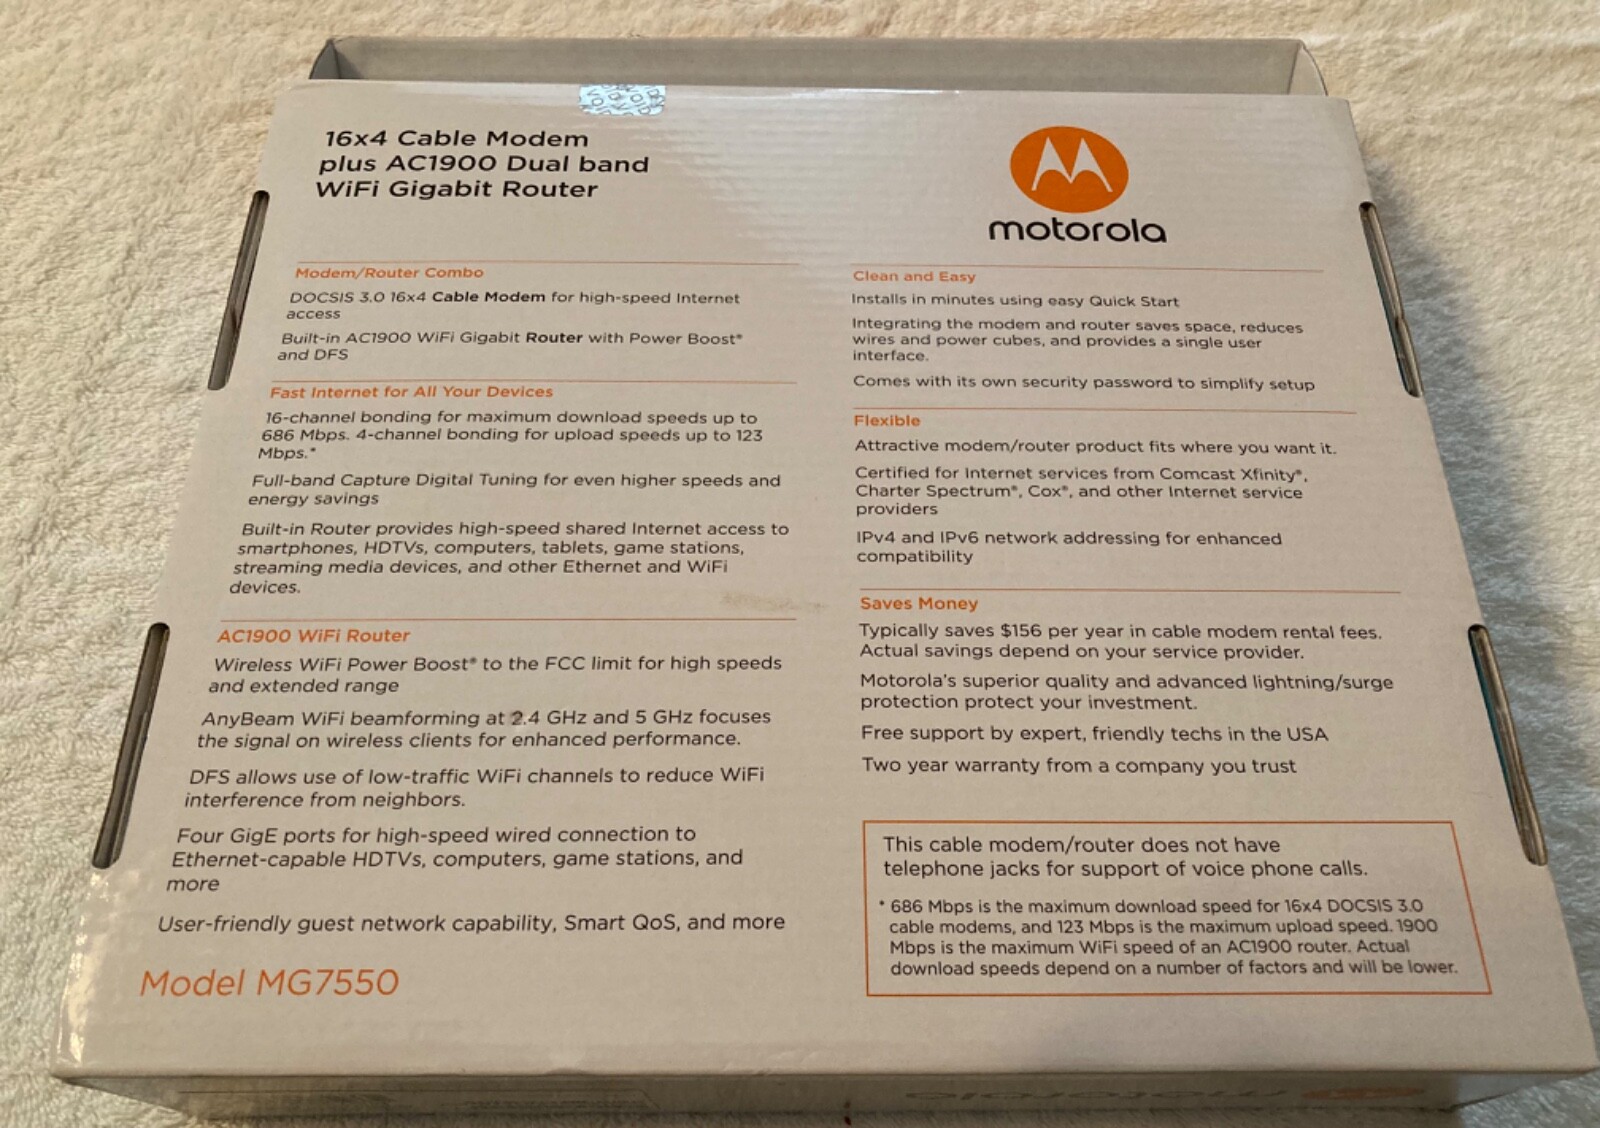 16x4 Cable Modem
plus AC1900 Dual band
WiFi Gigabit Router
Modem/Router Combo
DOCSIS 3.0 16x4 Cable Modem for high-speed Internet
access
Built-in AC1900 WiFi Gigabit Router with Power Boost®
and DFS
Fast Internet for All Your Devices
16-channel bonding for maximum download speeds up to
686 Mbps. 4-channel bonding for upload speeds up to 123
Mbps.*
Full-band Capture Digital Tuning for even higher speeds and
energy savings
Built-in Router provides high-speed shared Internet access to
smartphones, HDTVs, computers, tablets, game stations,
streaming media devices, and other Ethernet and WiFi
devices.
AC1900 WiFi Router
Wireless WiFi Power Boost® to the FCC limit for high speeds
and extended range
AnyBeam WiFi beamforming at 2.4 GHz and 5 GHz focuses
the signal on wireless clients for enhanced performance.
DFS allows use of low-traffic WiFi channels to reduce WiFi
interference from neighbors.
Four GigE ports for high-speed wired connection to
Ethernet-capable HDTVs, computers, game stations, and
more
User-friendly guest network capability, Smart QoS, and more
Model MG7550
motorola
Clean and Easy
Installs in minutes using easy Quick Start
Integrating the modem and router saves space, reduces
wires and power cubes, and provides a single user
interface.
Comes with its own security password to simplify setup
Flexible
Attractive modem/router product fits where you want it.
Certified for Internet services from Comcast Xfinity®,
Charter Spectrum®, Cox®, and other Internet service
providers
IPv4 and IPv6 network addressing for enhanced
compatibility
Saves Money
Typically saves $156 per year in cable modem rental fees.
Actual savings depend on your service provider.
Motorola's superior quality and advanced lightning/surge
protection protect your investment.
Free support by expert, friendly techs in the USA
Two year warranty from a company you trust
This cable modem/router does not have
telephone jacks for support of voice phone calls.
* 686 Mbps is the maximum download speed for 16x4 DOCSIS 3.0
cable modems, and 123 Mbps is the maximum upload speed. 1900
Mbps is the maximum WiFi speed of an AC1900 router. Actual
download speeds depend on a number of factors and will be lower.
motorola